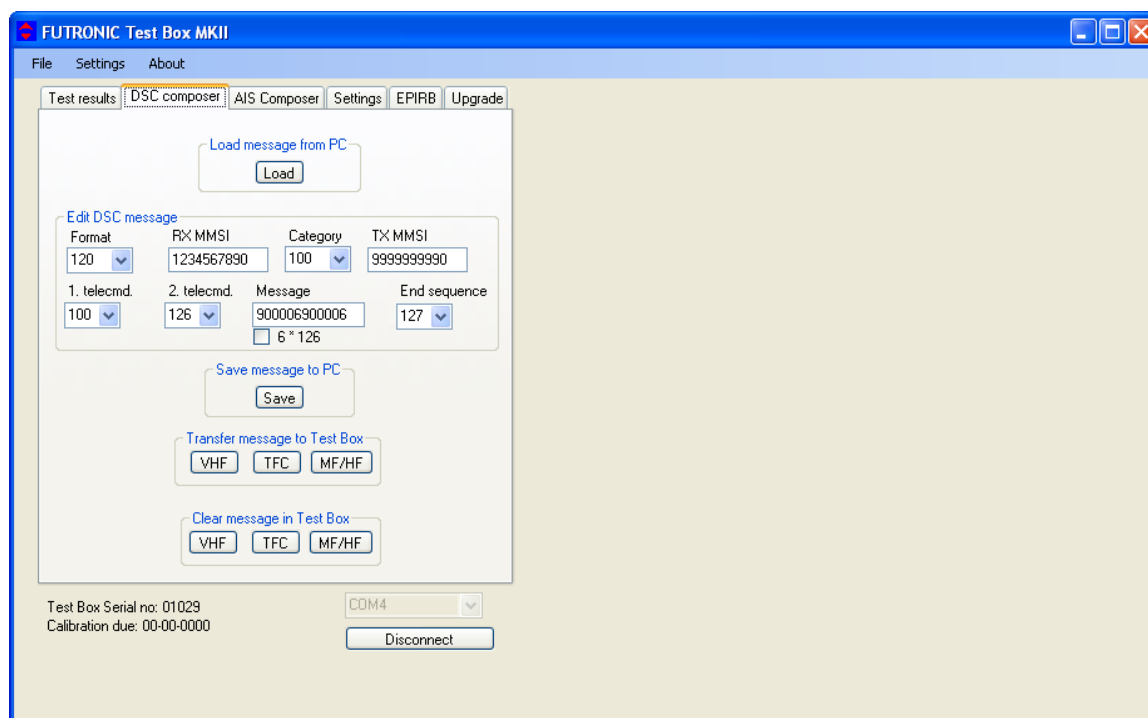 FUTRONIC Test Box MKII
File Settings About
Test results DSC composer AIS Composer Settings EPIRB Upgrade
Load message from PC
Load
Edit DSC message
Format RX MMSI Category TX MMSI
120 1234567890 100 9999999990
1. telecmd. 2. telecmd. Message End sequence
100 126 900006900006 127
6 * 126
Save message to PC
Save
Transfer message to Test Box
VHF TFC MF/HF
Clear message in Test Box
VHF TFC MF/HF
Test Box Serial no: 01029 COM4
Calibration due: 00-00-0000
Disconnect